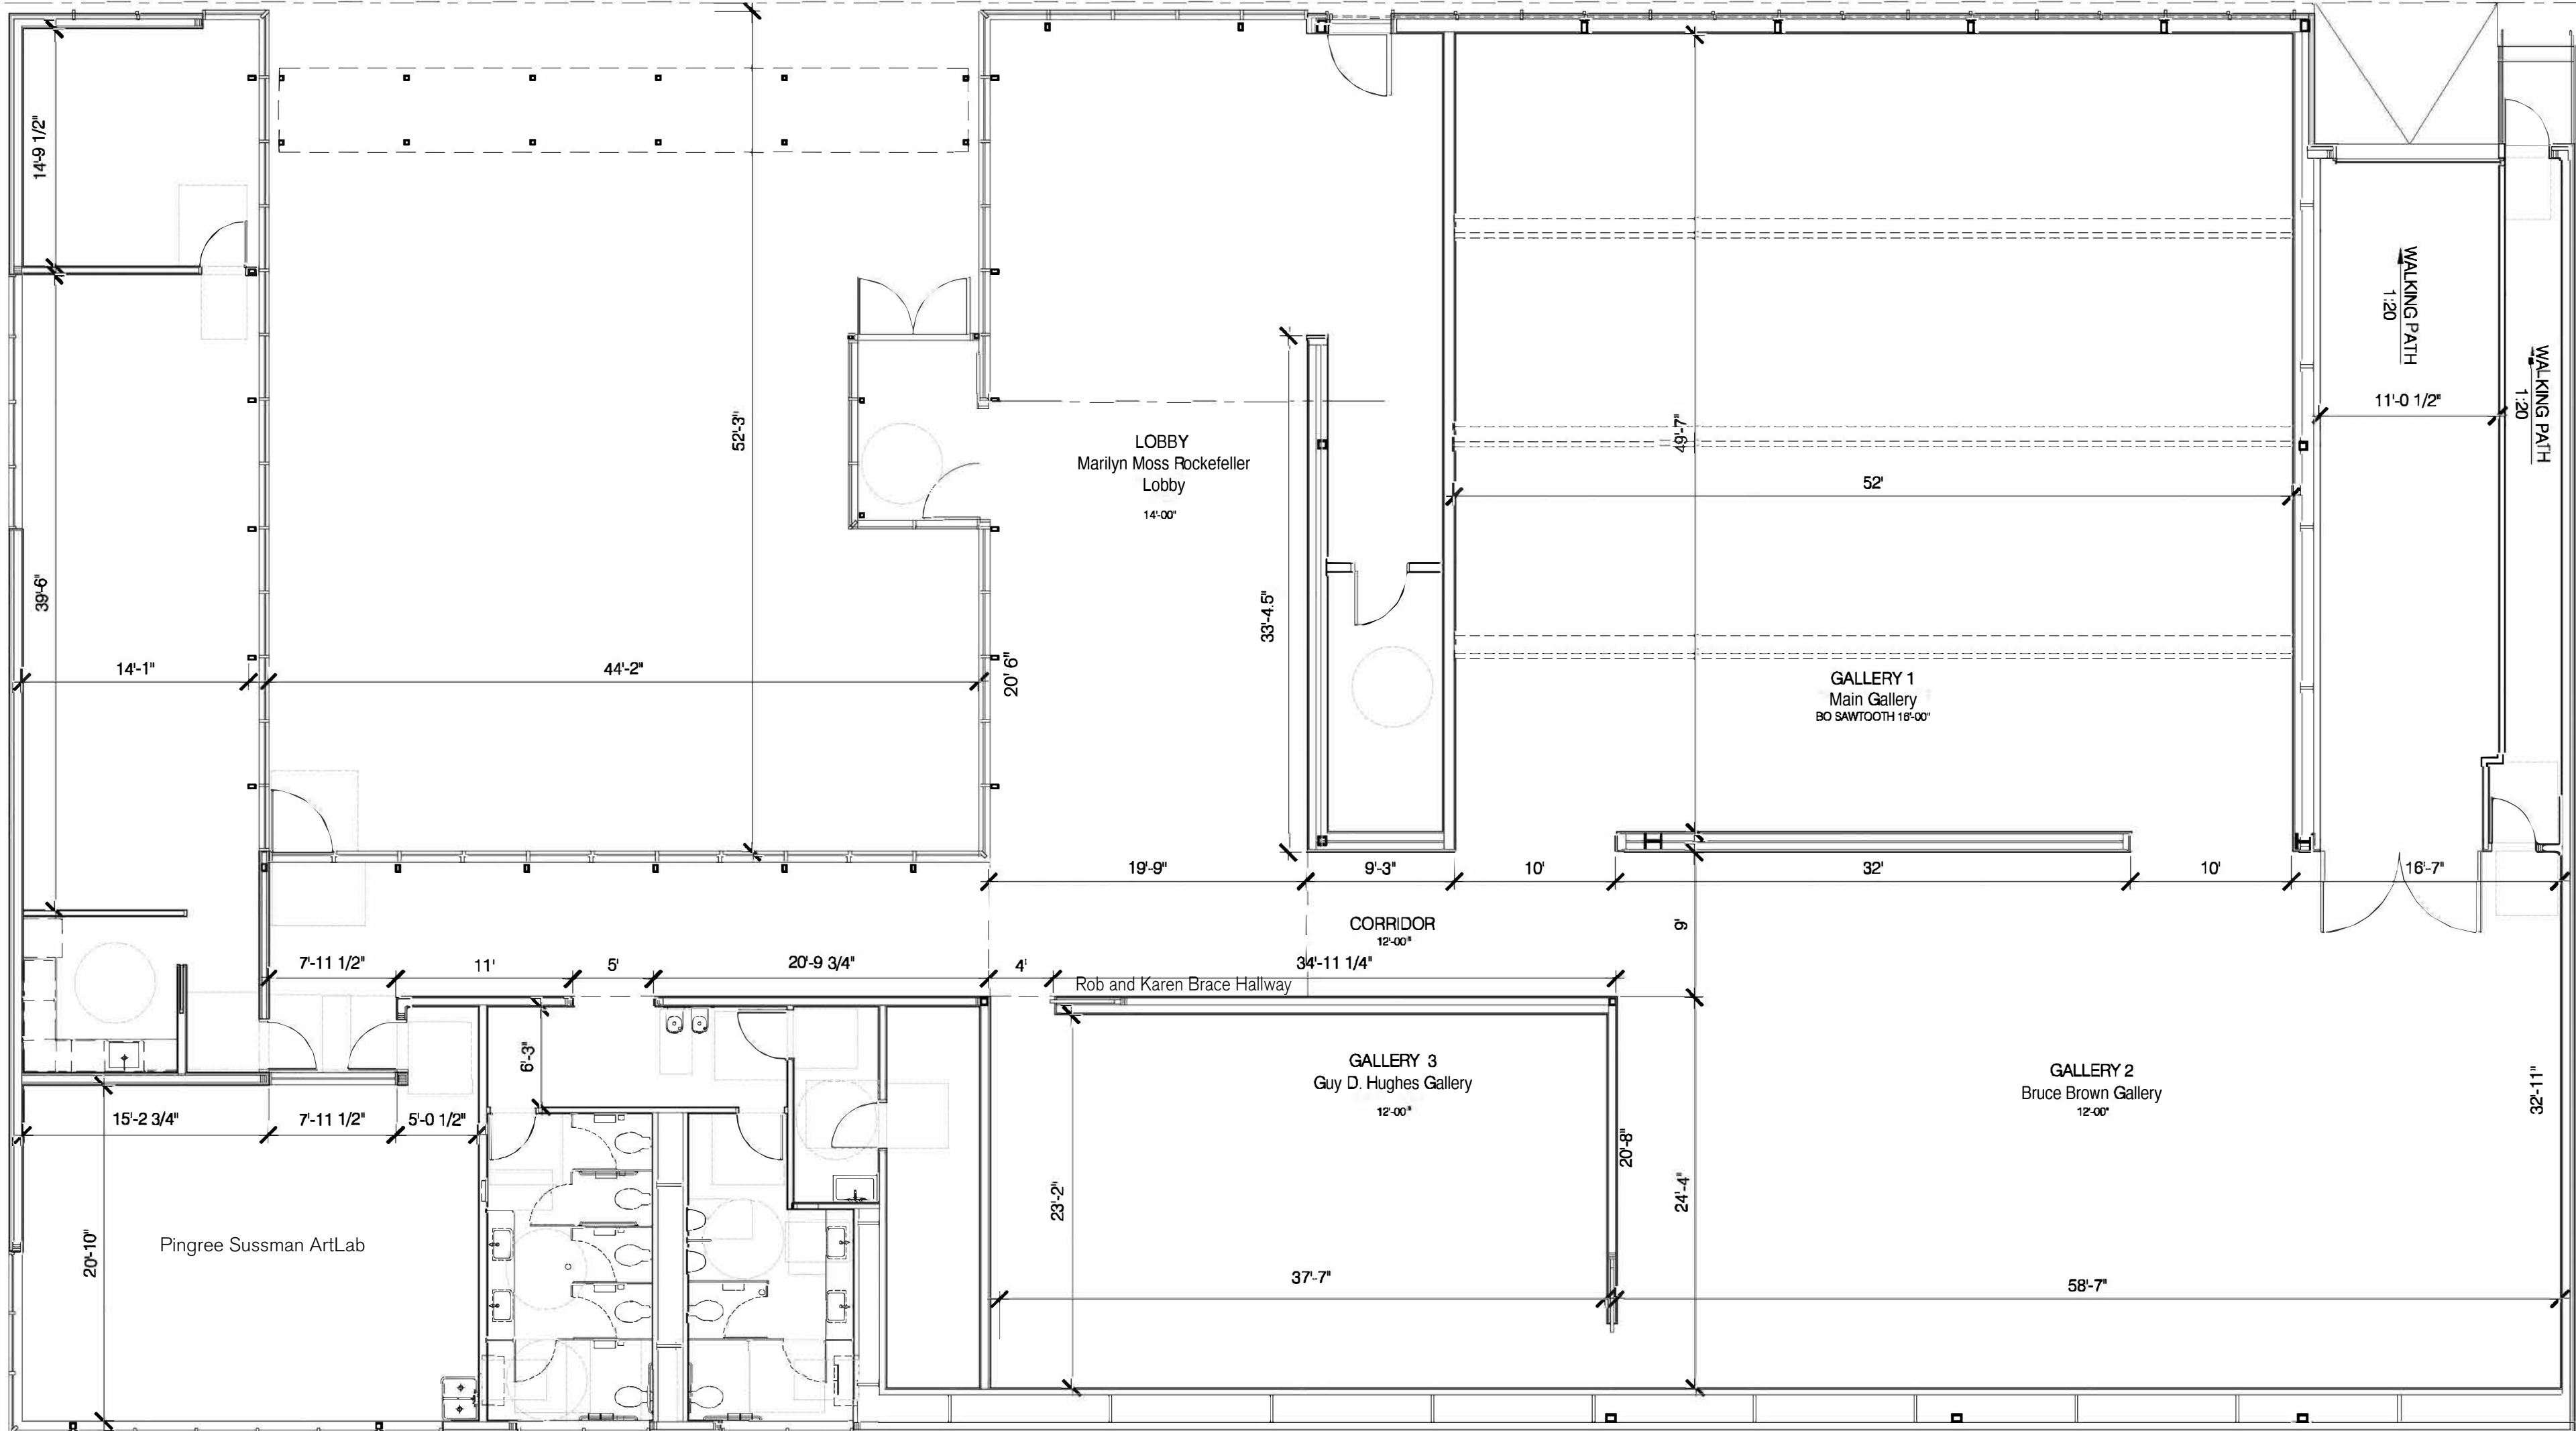 14'-9 1/2"
52'-3"
WALKING PATH
1:20
WALKING PATH
1:20
11'-0 1/2"
LOBBY
Marilyn Moss Rockefeller
Lobby
14'-00"
49'-7"
52'
39'-6"
33'-4.5"
14'-1"
44'-2"
20' 6"
GALLERY 1
Main Gallery
BO SAWTOOTH 16'-00"
19'-9"
9'-3"
10'
32'
10'
16'-7"
CORRIDOR
12'-00"
9'
7'-11 1/2"
11'
5'
20'-9 3/4"
4'
34'-11 1/4"
Rob and Karen Brace Hallway
6'-3"
GALLERY 3
Guy D. Hughes Gallery
12'-00"
GALLERY 2
Bruce Brown Gallery
12'-00"
32'-11"
15'-2 3/4"
7'-11 1/2"
5'-0 1/2"
20'-8"
23'-2"
24'-4"
20'-10"
Pingree Sussman ArtLab
37'-7"
58'-7"